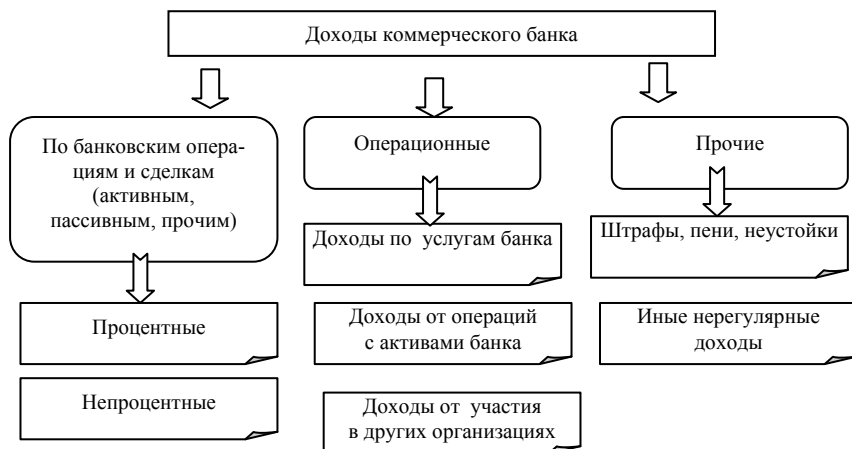 Доходы коммерческого банка
По банковским опера-
циям и сделкам
(активным,
пассивным, прочим)
Процентные
Непроцентные
Операционные
Доходы по услугам банка
Доходы от операций
с активами банка
Доходы от участия
в других организациях
Прочие
Штрафы, пени, неустойки
Иные нерегулярные
доходы